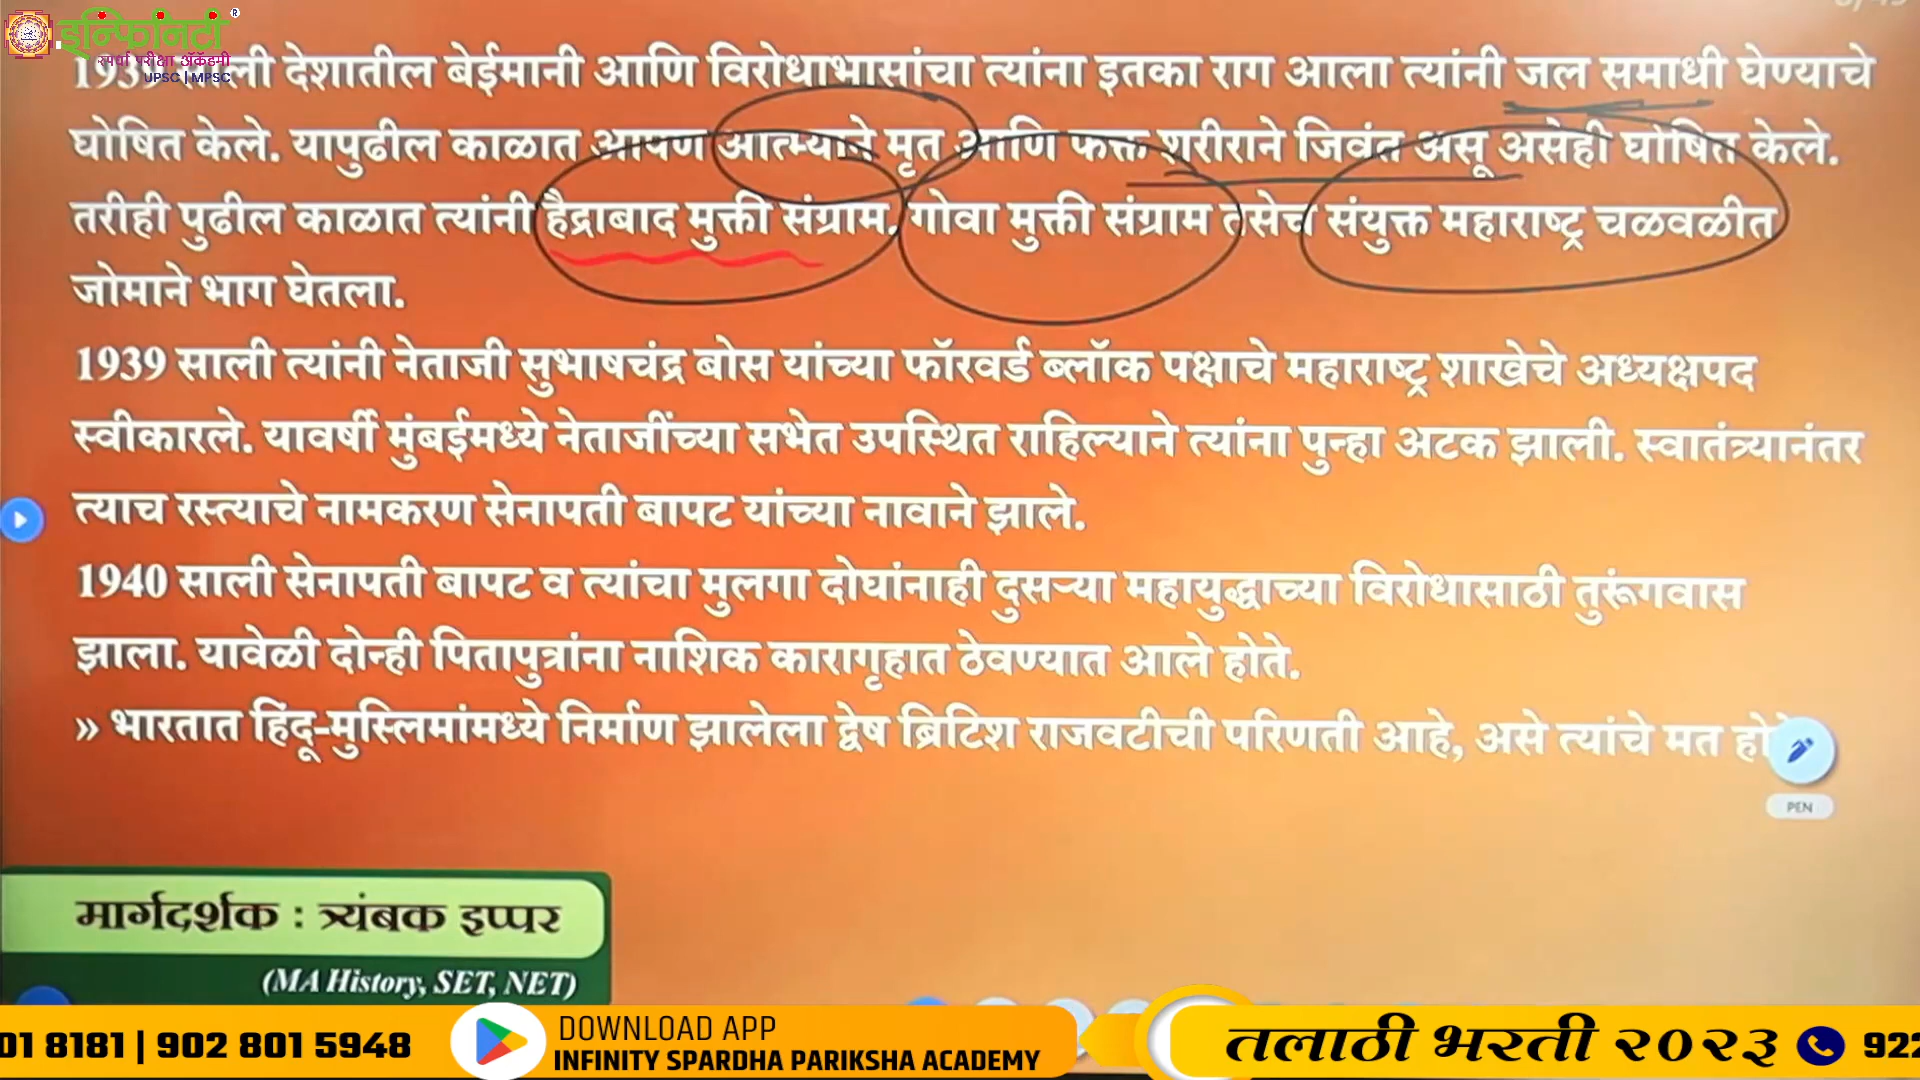 इन्फिनिटी ®
स्पर्धा परीक्षा अकॅडमी
UPSC | MPSC
1939 साली देशातील बेईमानी आणि विरोधाभासांचा त्यांना इतका राग आला त्यांनी जल समाधी घेण्याचे
घोषित केले. यापुढील काळात आपण आत्म्याने मृत आणि फक्त शरीराने जिवंत असू असेही घोषित केले.
तरीही पुढील काळात त्यांनी हैद्राबाद मुक्ती संग्राम, गोवा मुक्ती संग्राम तसेच संयुक्त महाराष्ट्र चळवळीत
जोमाने भाग घेतला.
1939 साली त्यांनी नेताजी सुभाषचंद्र बोस यांच्या फॉरवर्ड ब्लॉक पक्षाचे महाराष्ट्र शाखेचे अध्यक्षपद
स्वीकारले. यावर्षी मुंबईमध्ये नेताजींच्या सभेत उपस्थित राहिल्याने त्यांना पुन्हा अटक झाली. स्वातंत्र्यानंतर
त्याच रस्त्याचे नामकरण सेनापती बापट यांच्या नावाने झाले.
1940 साली सेनापती बापट व त्यांचा मुलगा दोघांनाही दुसऱ्या महायुद्धाच्या विरोधासाठी तुरूंगवास
झाला. यावेळी दोन्ही पितापुत्रांना नाशिक कारागृहात ठेवण्यात आले होते.
» भारतात हिंदू-मुस्लिमांमध्ये निर्माण झालेला द्वेष ब्रिटिश राजवटीची परिणती आहे, असे त्यांचे मत
PEN
मार्गदर्शक : त्र्यंबक इप्पर
(MA History, SET, NET)
01 8181 | 902 801 5948
DOWNLOAD APP
INFINITY SPARDHA PARIKSHA ACADEMY
तलाठी भरती २०२३
922